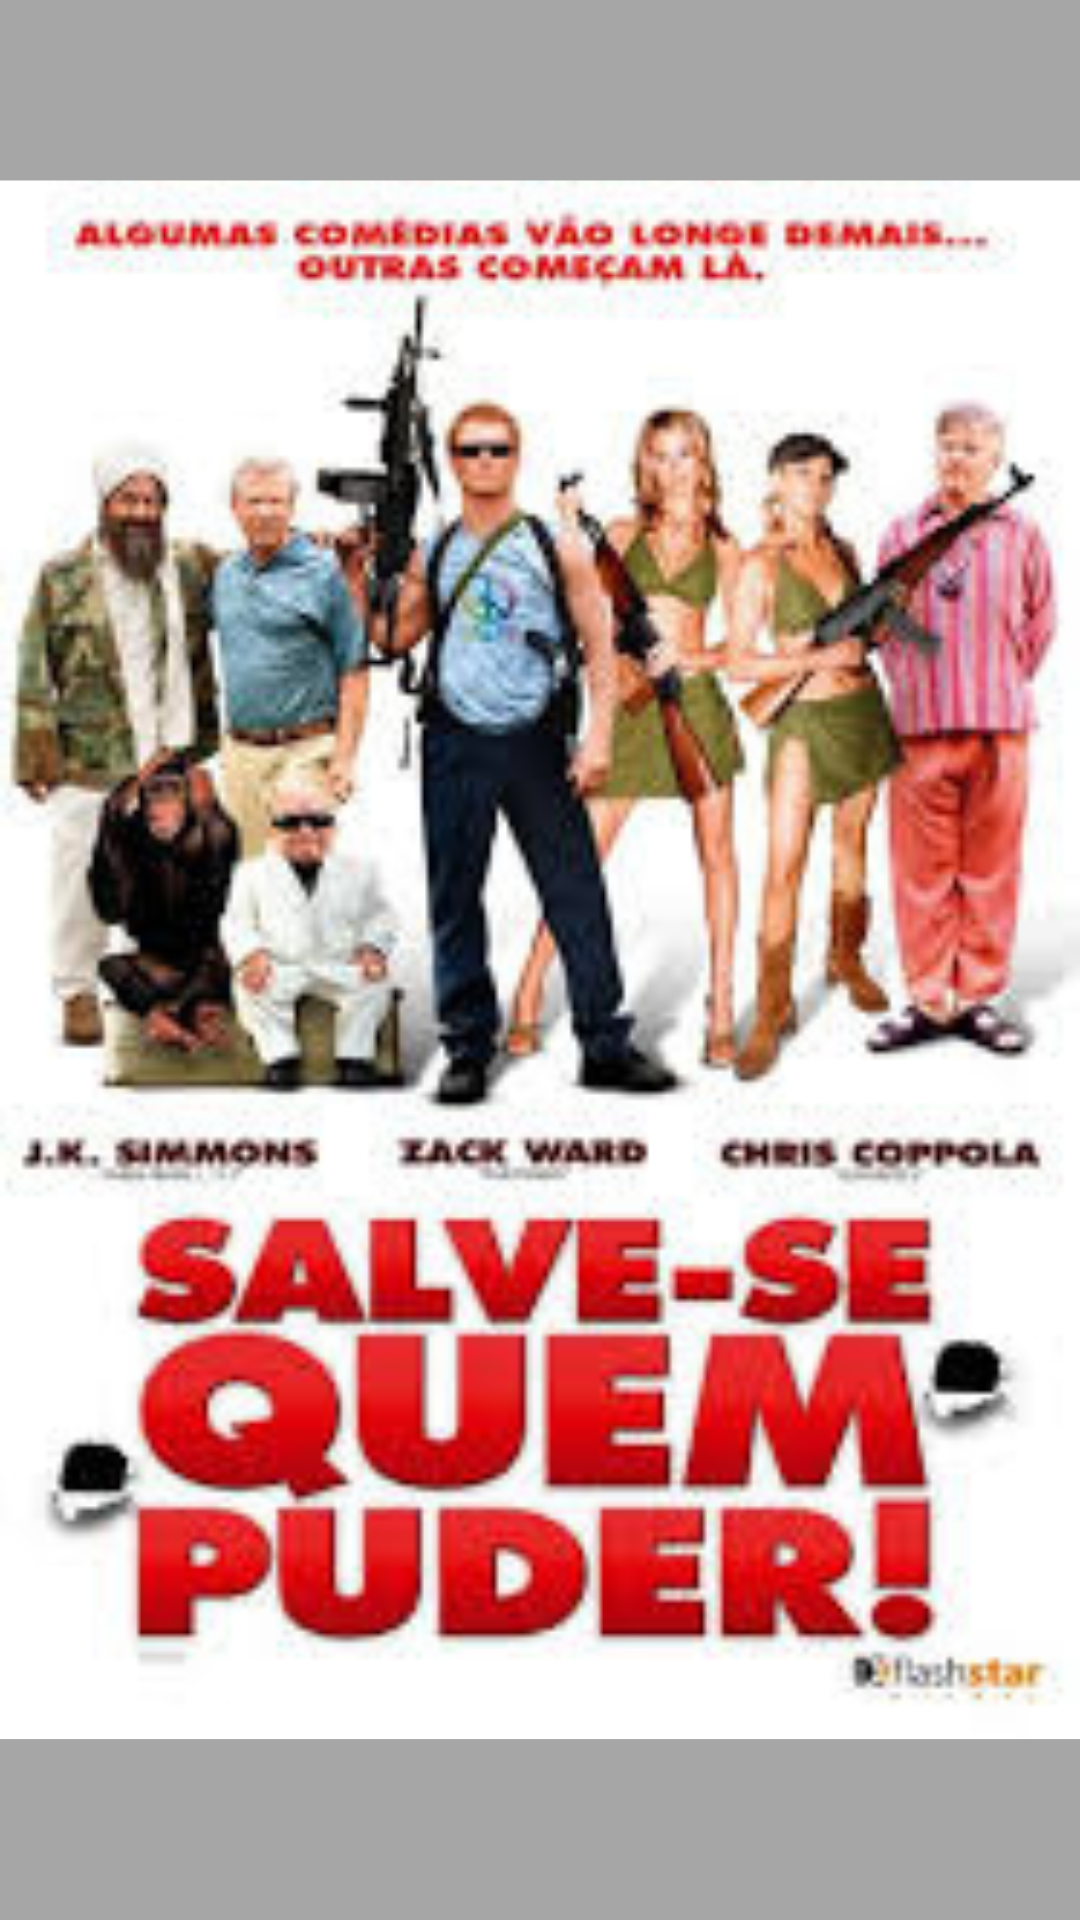 ALGUMAS COMÉDIAS VÃO LONGE DEMAIS...
OUTRAS COMEÇAM LÁ.
J.K. SIMMONS ZACK WARD CHRIS COPPOLA
SALVE-SE
QUEM
PUDER!
flashstar